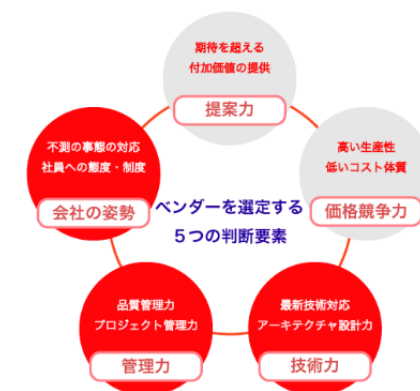 期待を超える
付加価値の提供
提案力
不測の事態の対応
社員への態度・制度
会社の姿勢
高い生産性
低いコスト体質
価格競争力
ベンダーを選定する
5つの判断要素
品質管理力
プロジェクト管理力
管理力
最新技術対応
アーキテクチャ設計力
技術力